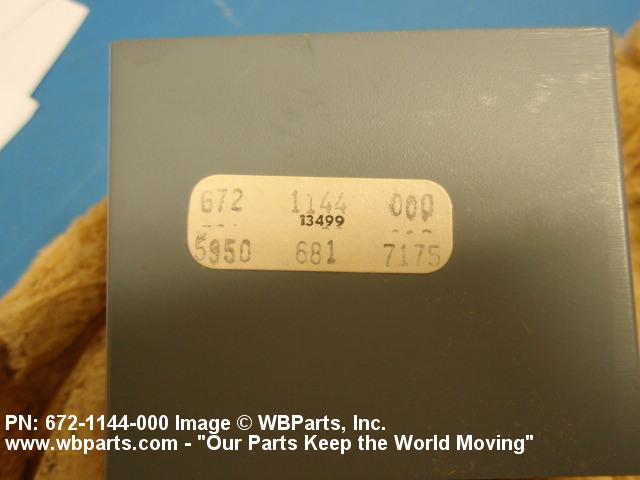 672 1144 000
13499
5950 681 7175
PN: 672-1144-000 Image © WBParts, Inc.
www.wbparts.com - "Our Parts Keep the World Moving"